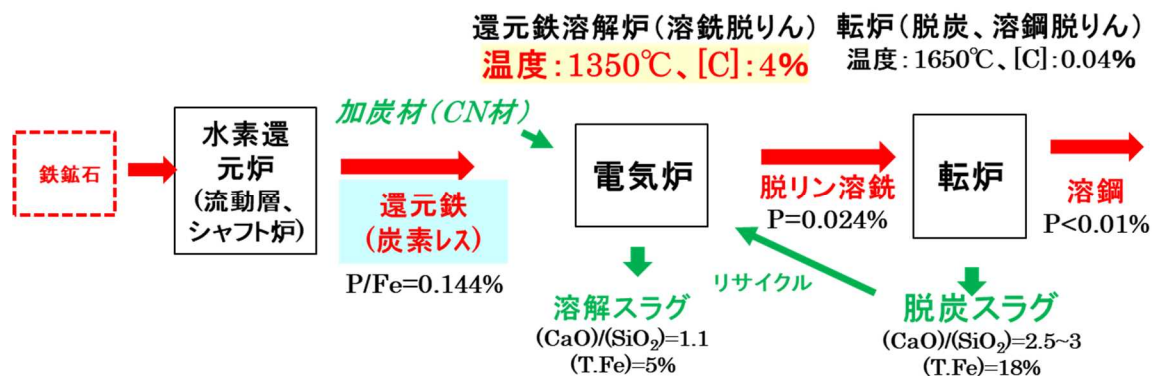 還元鉄溶解炉(溶銑脱りん)
温度:1350℃、[C]:4%
転炉(脱炭、溶鋼脱りん)
温度:1650℃、[C]:0.04%
鉄鉱石
水素還
元炉
(流動層、
シャフト炉)
加炭材(CN材)
還元鉄
(炭素レス)
P/Fe=0.144%
電気炉
脱リン溶銑
P=0.024%
転炉
溶鋼
P<0.01%
リサイクル
溶解スラグ
(CaO)/(SiO₂)=1.1
(T.Fe)=5%
脱炭スラグ
(CaO)/(SiO₂)=2.5~3
(T.Fe)=18%